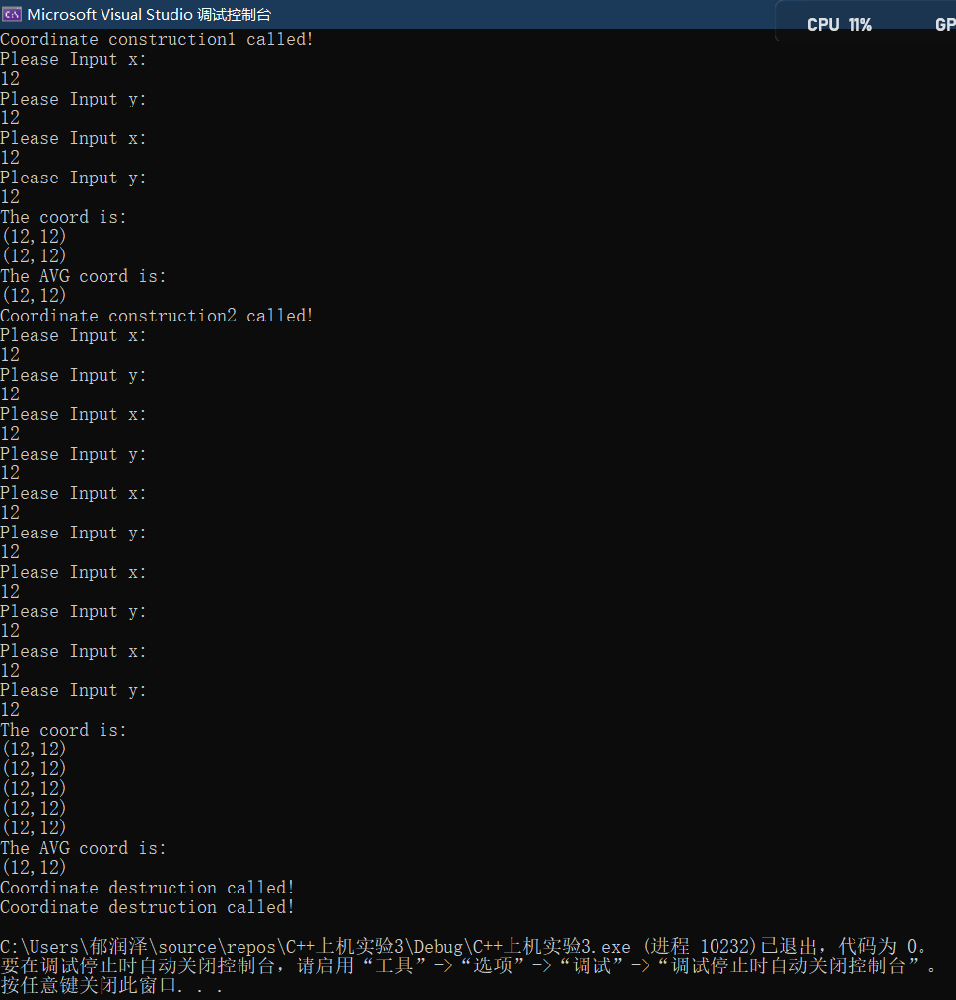 Microsoft Visual Studio 调试控制台
CPU 11%
GP
Coordinate construction1 called!
Please Input x:
12
Please Input y:
12
Please Input x:
12
Please Input y:
12
The coord is:
(12,12)
(12,12)
The AVG coord is:
(12,12)
Coordinate construction2 called!
Please Input x:
12
Please Input y:
12
Please Input x:
12
Please Input y:
12
Please Input x:
12
Please Input y:
12
Please Input x:
12
Please Input y:
12
Please Input x:
12
Please Input y:
12
The coord is:
(12,12)
(12,12)
(12,12)
(12,12)
(12,12)
The AVG coord is:
(12,12)
Coordinate destruction called!
Coordinate destruction called!
C:\Users\郁润泽\source\repos\C++上机实验3\Debug\C++上机实验3.exe (进程 10232)已退出，代码为 0。
要在调试停止时自动关闭控制台，请启用“工具”->“选项”->“调试”->“调试停止时自动关闭控制台”。
按任意键关闭此窗口. . .